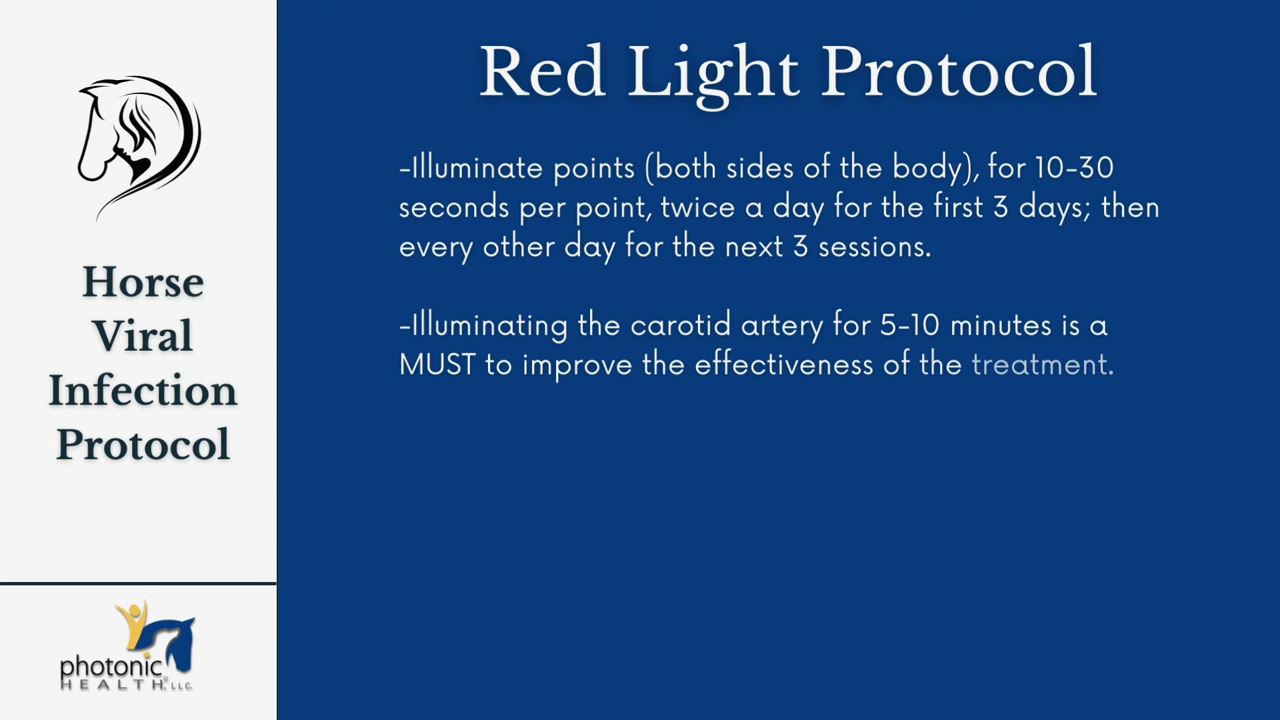 Red Light Protocol
-Illuminate points (both sides of the body), for 10-30
seconds per point, twice a day for the first 3 days; then
every other day for the next 3 sessions.
-Illuminating the carotid artery for 5-10 minutes is a
MUST to improve the effectiveness of the treatment.
Horse
Viral
Infection
Protocol
photonic
HEALTH, LLC.